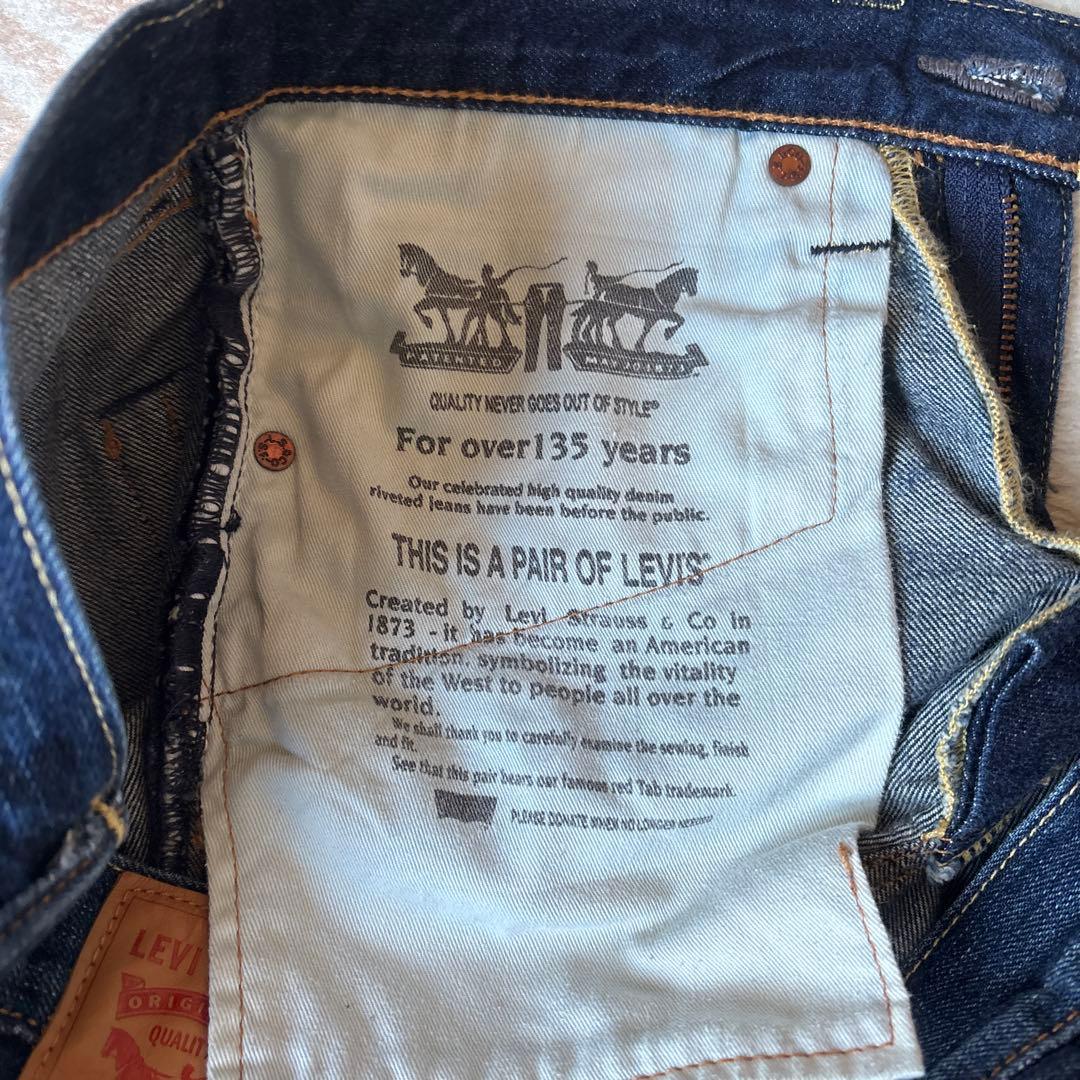 QUALITY NEVER GOES OUT OF STYLE®
For over 135 years
Our celebrated high quality denim
riveted jeans have been before the public.
THIS IS A PAIR OF LEVI'S®
Created by Levi Strauss & Co in
1873 - it has become an American
tradition, symbolizing the vitality
of the West to people all over the
world.
We shall thank you to carefully examine the sewing, finish
and fit.
See that this pair bears our famous red Tab trademark.
PLEASE DONATE WHEN NO LONGER NEEDED
LEVI
ORIGI
QUALIT